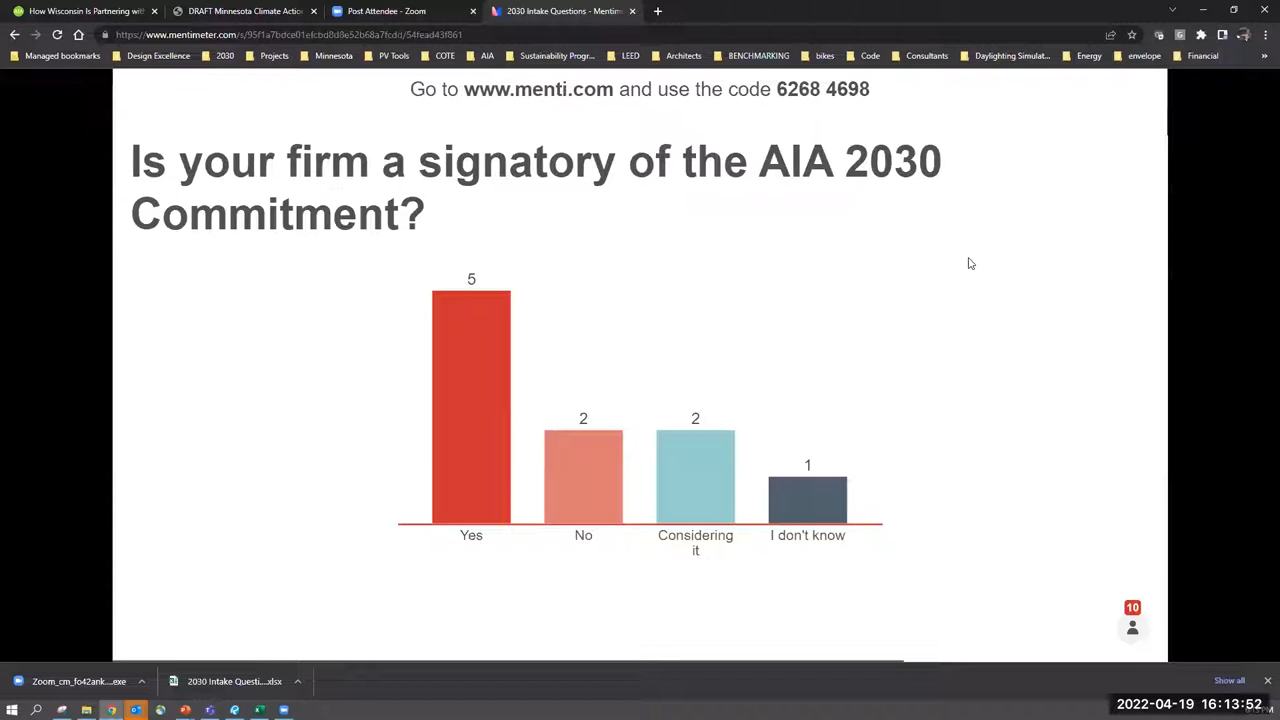 How Wisconsin Is Partnering wit
DRAFT Minnesota Climate Action
Post Attendee - Zoom
2030 Intake Questions - Mentim
https://www.mentimeter.com/s/95f1a7bdce01efcbd8d8e52b68a7fcdd/54fead43f861
Managed bookmarks
Design Excellence
2030
Projects
Minnesota
PV Tools
COTE
AIA
Sustainability Progr...
LEED
Architects
BENCHMARKING
bikes
Code
Consultants
Daylighting Simulat...
Energy
envelope
Financial
Go to www.menti.com and use the code 6268 4698
Is your firm a signatory of the AIA 2030
Commitment?
5
2
2
1
Yes
No
Considering
it
I don't know
10
Zoom_cm_fo42ank....exe
2030 Intake Questi....xlsx
Show all
2022-04-19 16:13:52